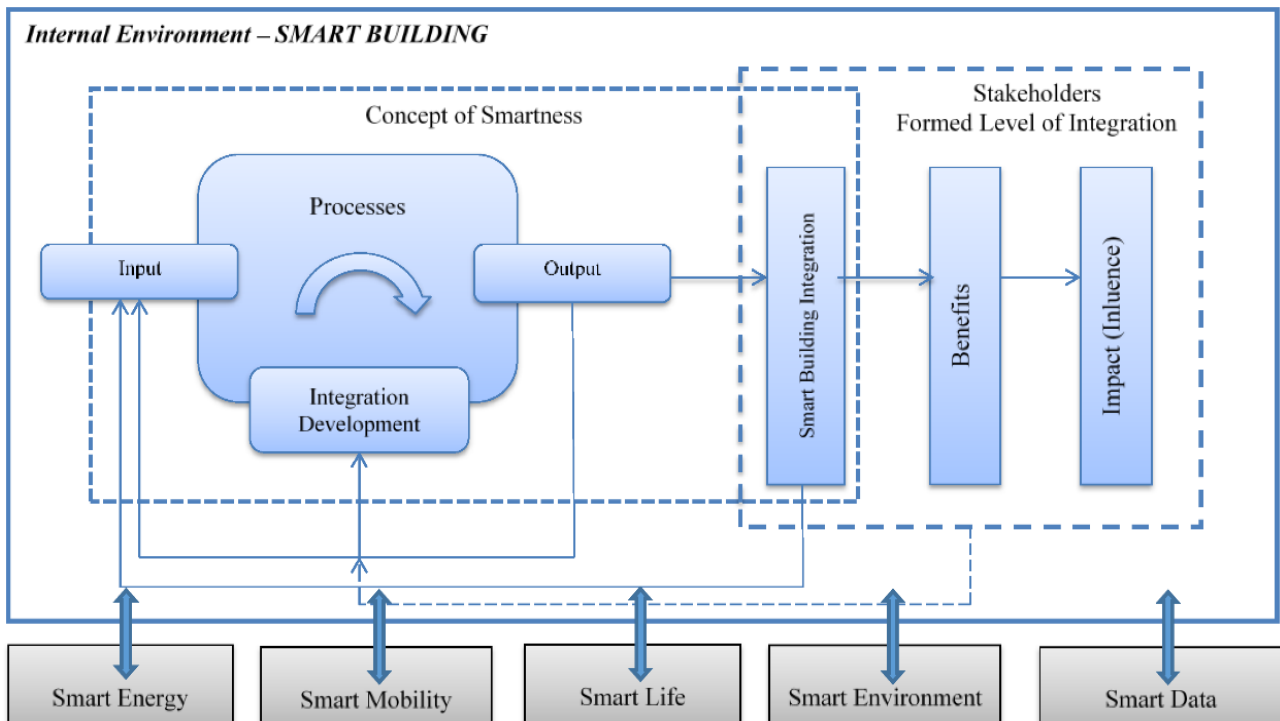 Internal Environment – SMART BUILDING
Stakeholders
Formed Level of Integration
Concept of Smartness
Processes
Input
Output
Integration
Development
Smart Building Integration
Benefits
Impact (Inluence)
Smart Energy
Smart Mobility
Smart Life
Smart Environment
Smart Data